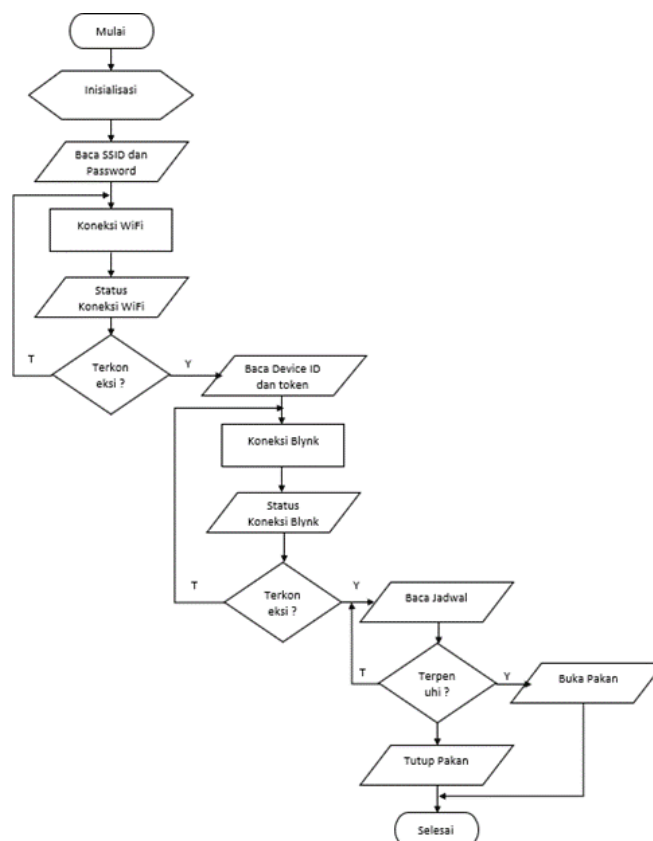 Mulai
Inisialisasi
Baca SSID dan
Password
Koneksi WiFi
Status
Koneksi WiFi
T
Terkon
eksi ?
Y
Baca Device ID
dan token
Koneksi Blynk
Status
Koneksi Blynk
T
Terkon
eksi ?
Y
Baca Jadwal
T
Terpen
uhi ?
Y
Buka Pakan
Tutup Pakan
Selesai